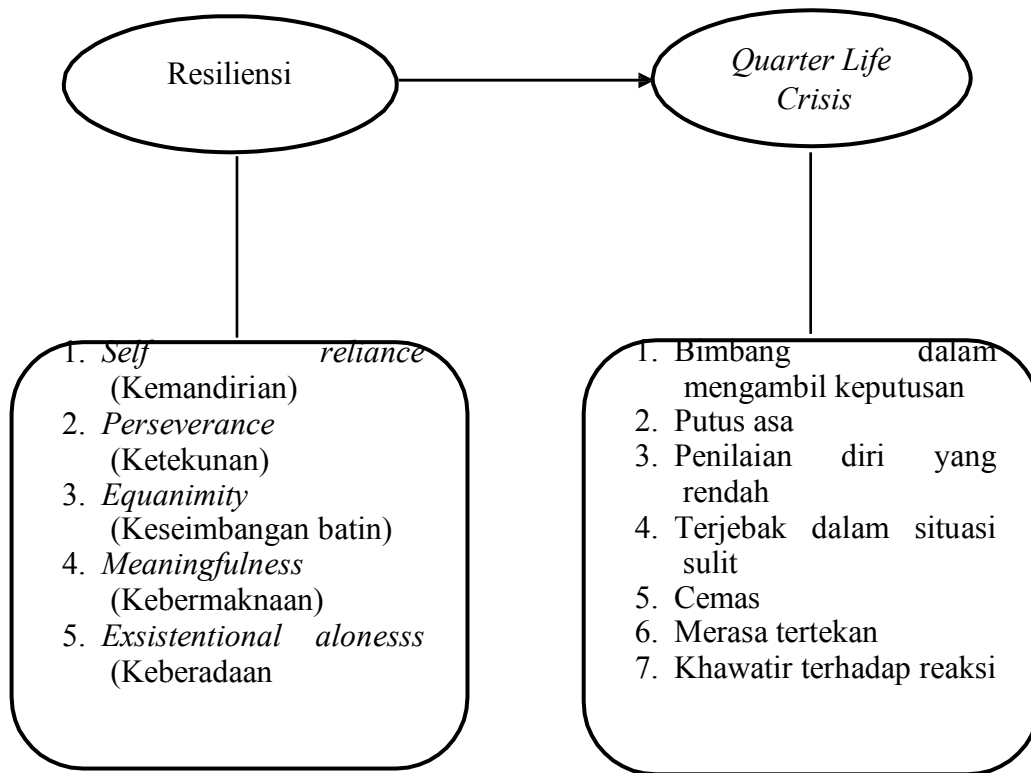 Resiliensi
Quarter Life
Crisis
1. Self reliance
(Kemandirian)
2. Perseverance
(Ketekunan)
3. Equanimity
(Keseimbangan batin)
4. Meaningfulness
(Kebermaknaan)
5. Exsistentional alonesss
(Keberadaan
1. Bimbang dalam
mengambil keputusan
2. Putus asa
3. Penilaian diri yang
rendah
4. Terjebak dalam situasi
sulit
5. Cemas
6. Merasa tertekan
7. Khawatir terhadap reaksi